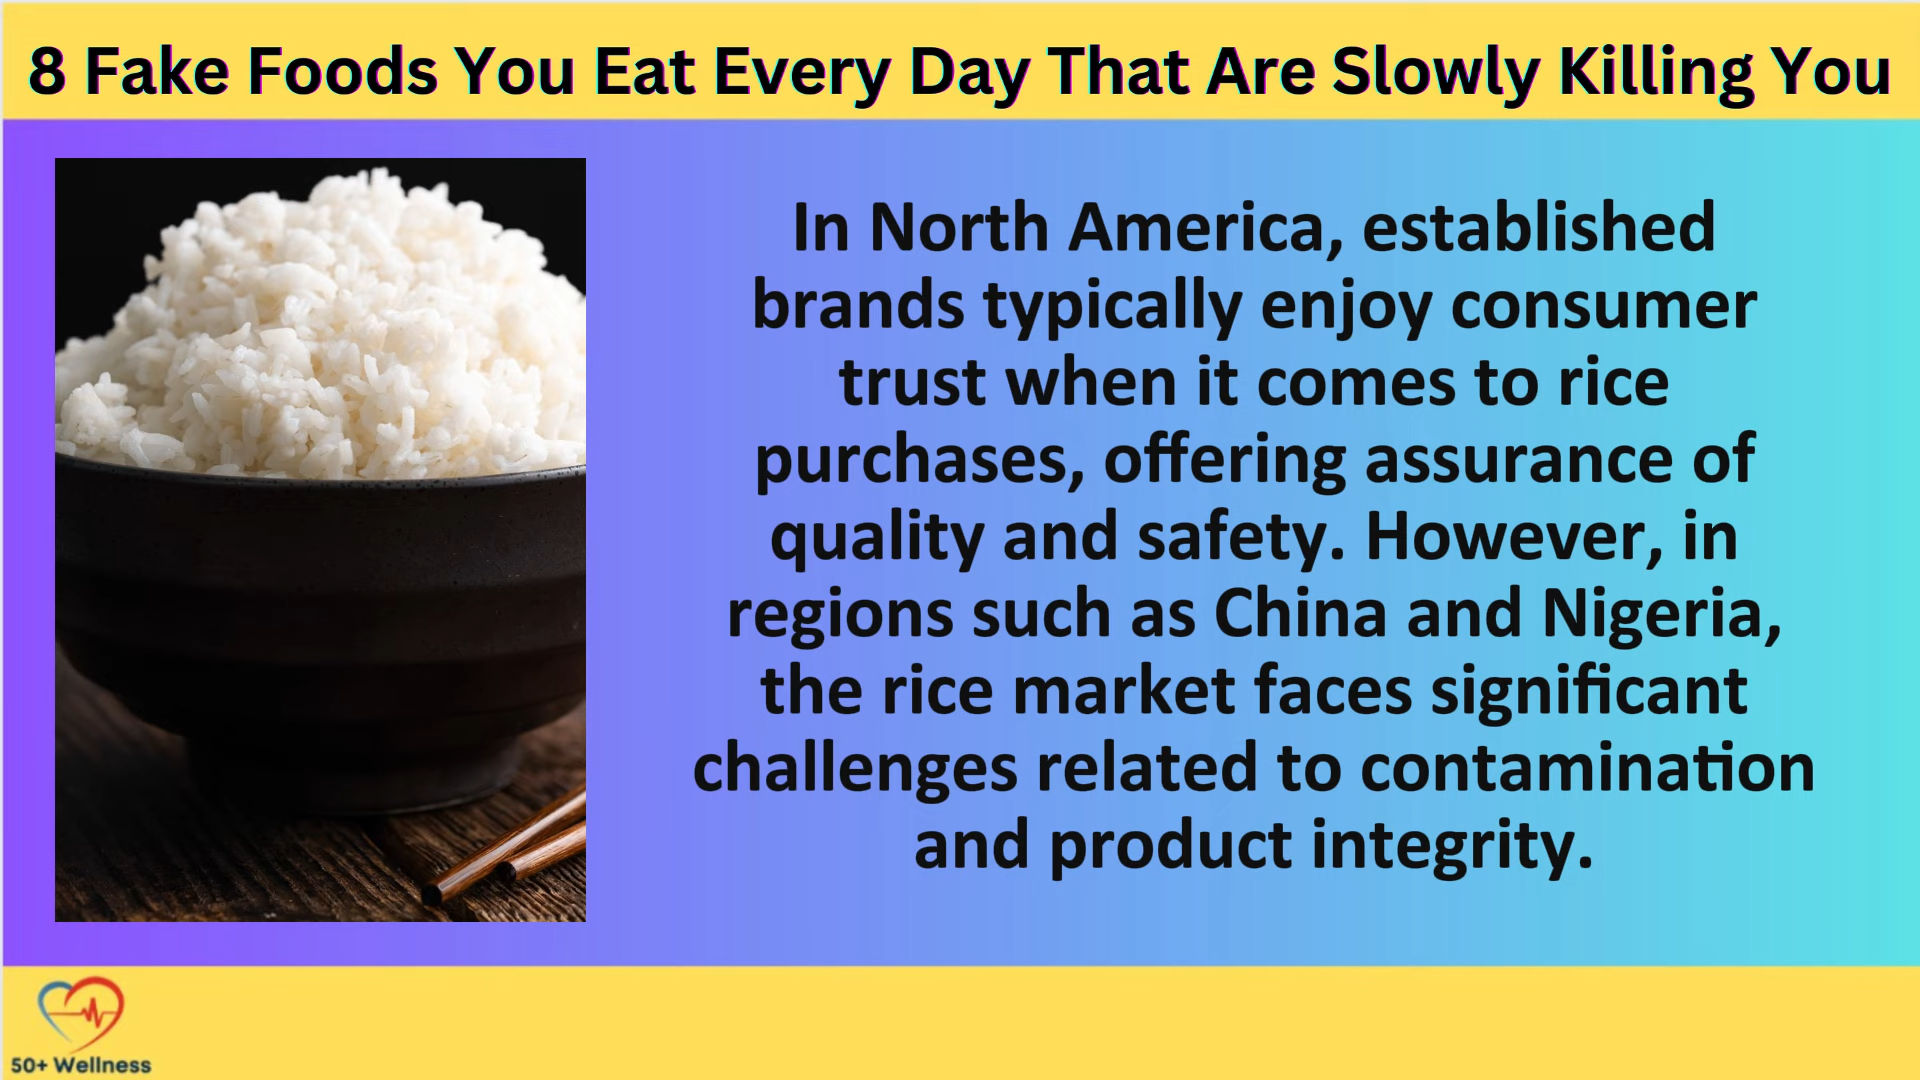 8 Fake Foods You Eat Every Day That Are Slowly Killing You
In North America, established
brands typically enjoy consumer
trust when it comes to rice
purchases, offering assurance of
quality and safety. However, in
regions such as China and Nigeria,
the rice market faces significant
challenges related to contamination
and product integrity.
50+ Wellness